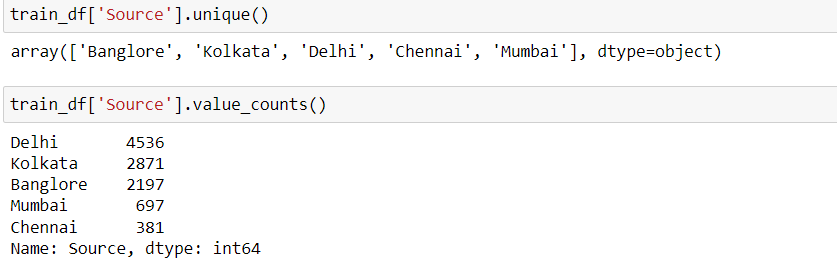 train_df['Source'].unique()
array(['Banglore', 'Kolkata', 'Delhi', 'Chennai', 'Mumbai'], dtype=object)
train_df['Source'].value_counts()
Delhi       4536
Kolkata     2871
Banglore    2197
Mumbai       697
Chennai      381
Name: Source, dtype: int64